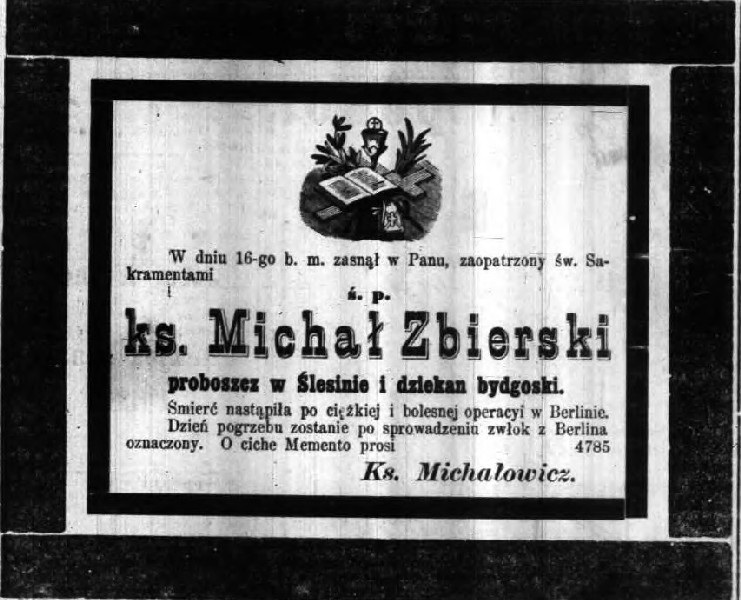 W dniu 16-go b. m. zasnął w Panu, zaopatrzony św. Sa-
kramentami
ś. p.
ks. Michał Zbierski
proboszcz w Ślesinie i dziekan bydgoski.
Śmierć nastąpiła po ciężkiej i bolesnej operacyi w Berlinie.
Dzień pogrzebu zostanie po sprowadzeniu zwłok z Berlina
oznaczony. O ciche Memento prosi 4785
Ks. Michałowicz.